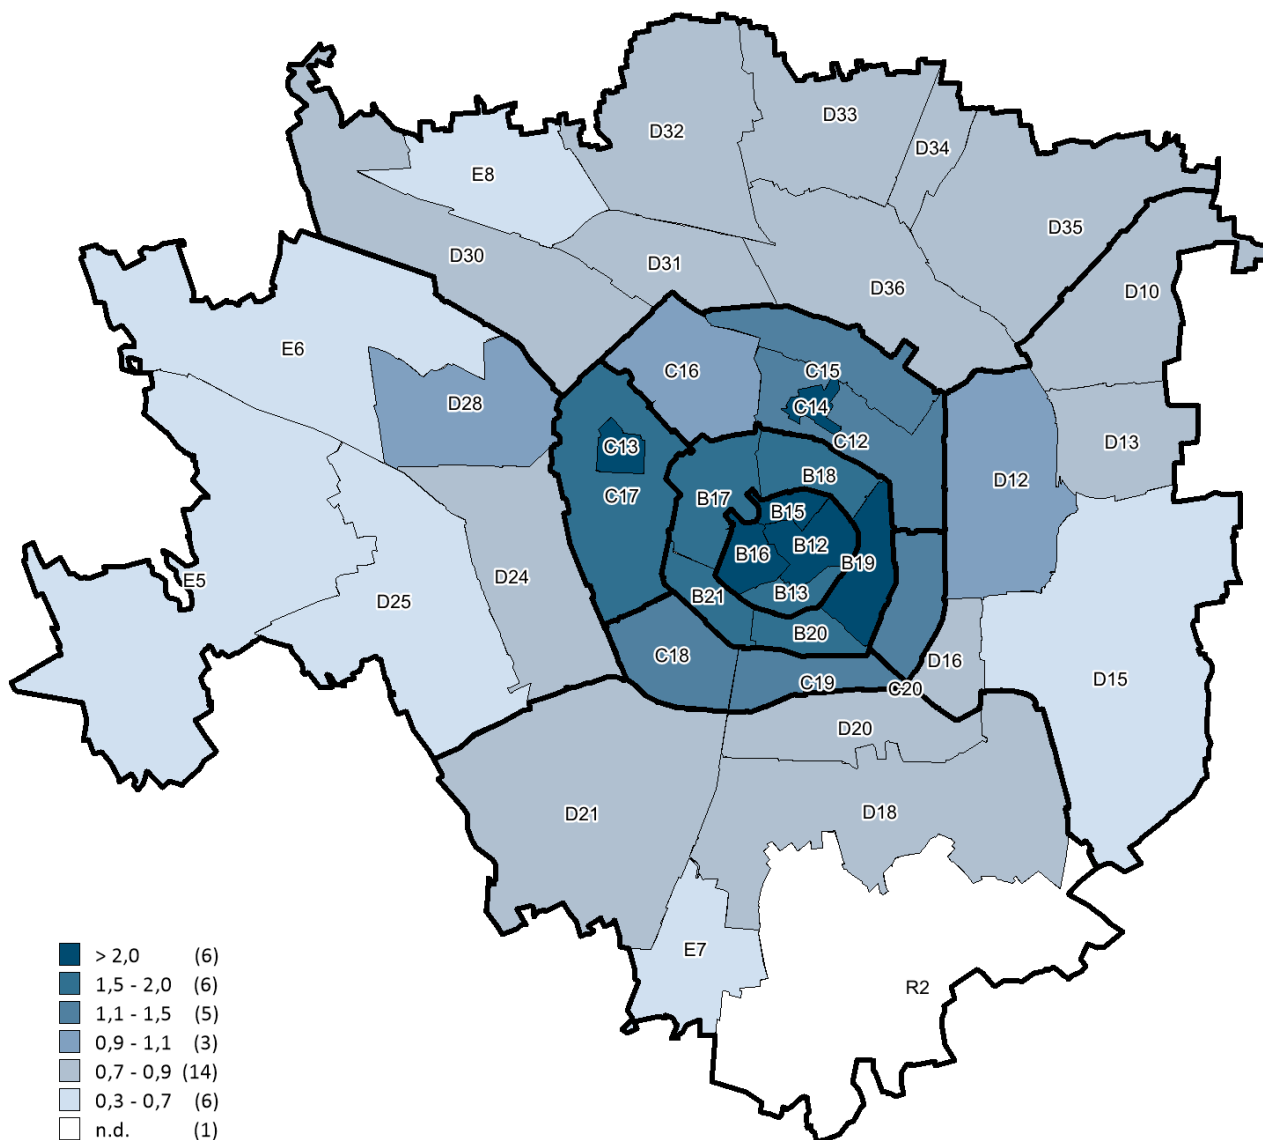 D33
D32
D34
E8
D35
D30
D31
D10
D36
E6
C16
C15
D28
C14
C12
C13
D13
B18
D12
C17
B17
B15
B12
B16
B19
E5
D24
B13
B21
D25
B20
C18
D16
C19
C20
D15
D20
D21
D18
E7
R2
> 2,0 (6)
1,5 - 2,0 (6)
1,1 - 1,5 (5)
0,9 - 1,1 (3)
0,7 - 0,9 (14)
0,3 - 0,7 (6)
n.d. (1)